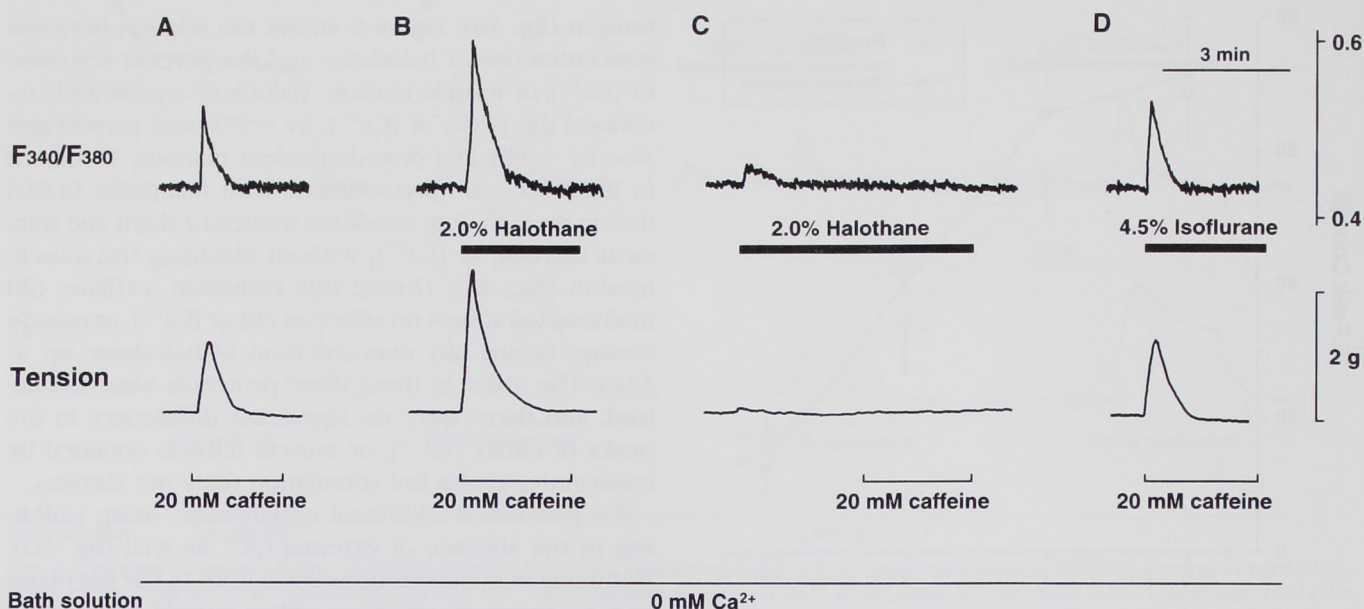 A
B
C
D
3 min
0.6
F340/F380
0.4
2.0% Halothane
2.0% Halothane
4.5% Isoflurane
Tension
2 g
20 mM caffeine
20 mM caffeine
20 mM caffeine
20 mM caffeine
Bath solution
0 mM Ca²⁺